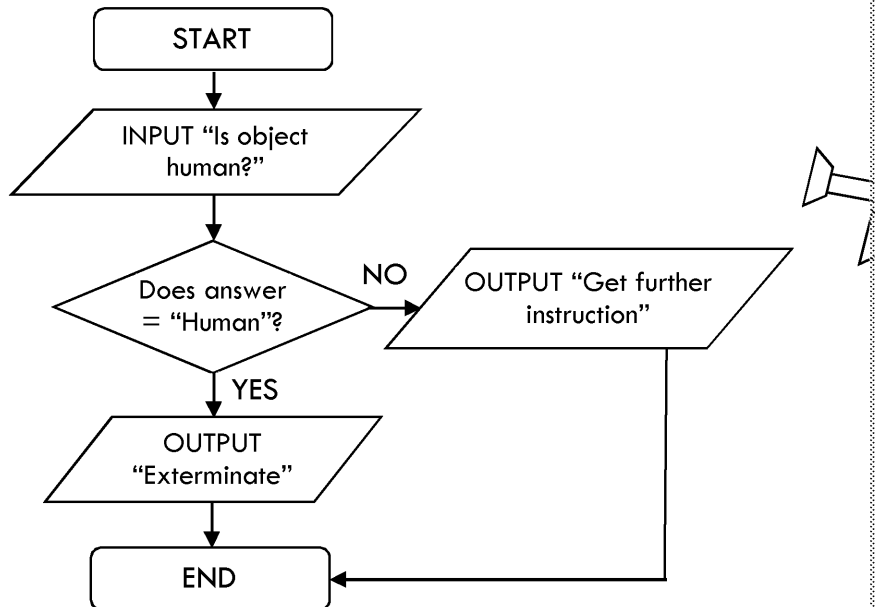 START
INPUT “Is object
human?”
Does answer
= “Human”?
NO
OUTPUT “Get further
instruction”
YES
OUTPUT
“Exterminate”
END